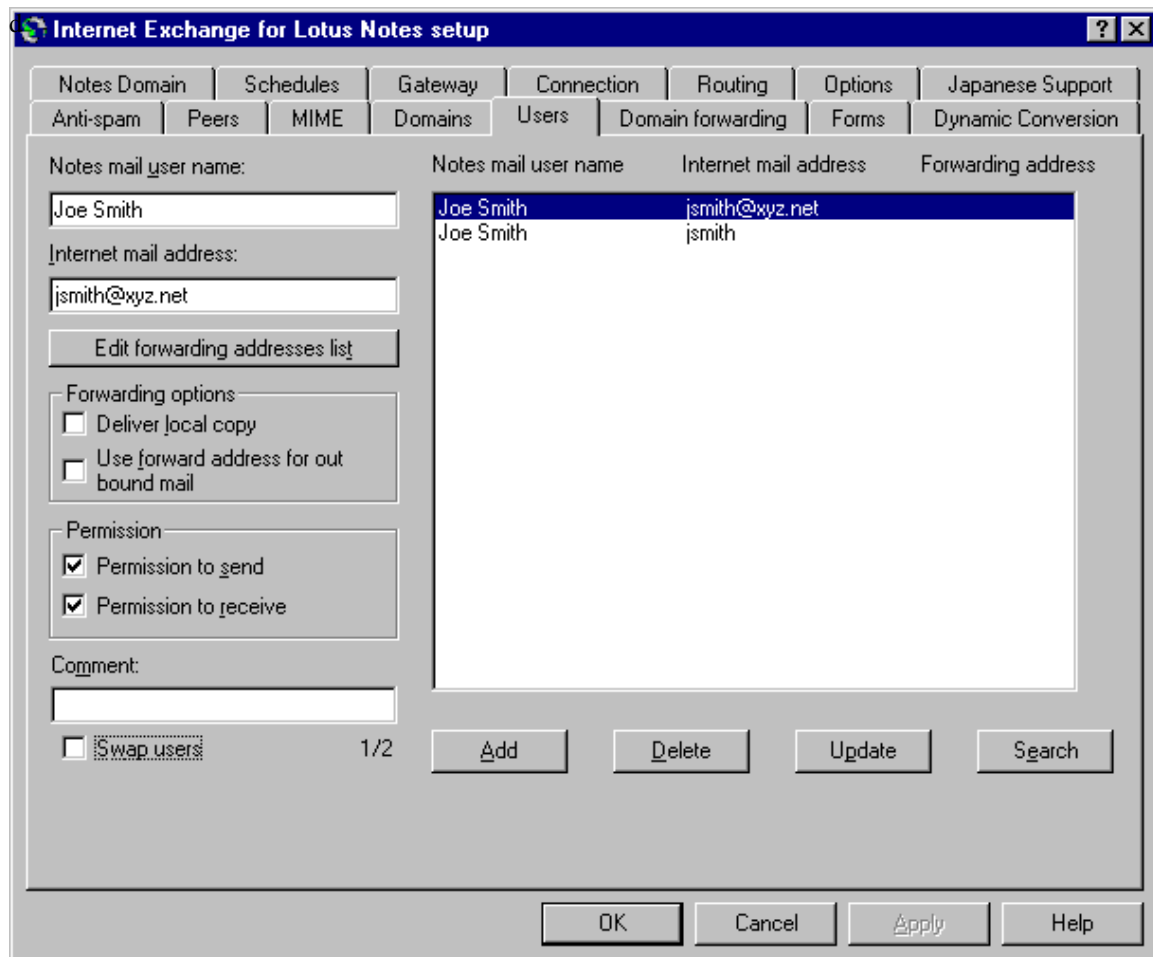 Internet Exchange for Lotus Notes setup
Notes Domain Schedules Gateway Connection Routing Options Japanese Support
Anti-spam Peers MIME Domains Users Domain forwarding Forms Dynamic Conversion
Notes mail user name:
Joe Smith
Internet mail address:
jsmith@xyz.net
Edit forwarding addresses list
Forwarding options
Deliver local copy
Use forward address for out
bound mail
Permission
Permission to send
Permission to receive
Comment:
Swap users 1/2
Notes mail user name Internet mail address Forwarding address
Joe Smith jsmith@xyz.net
Joe Smith jsmith
Add Delete Update Search
OK Cancel Apply Help